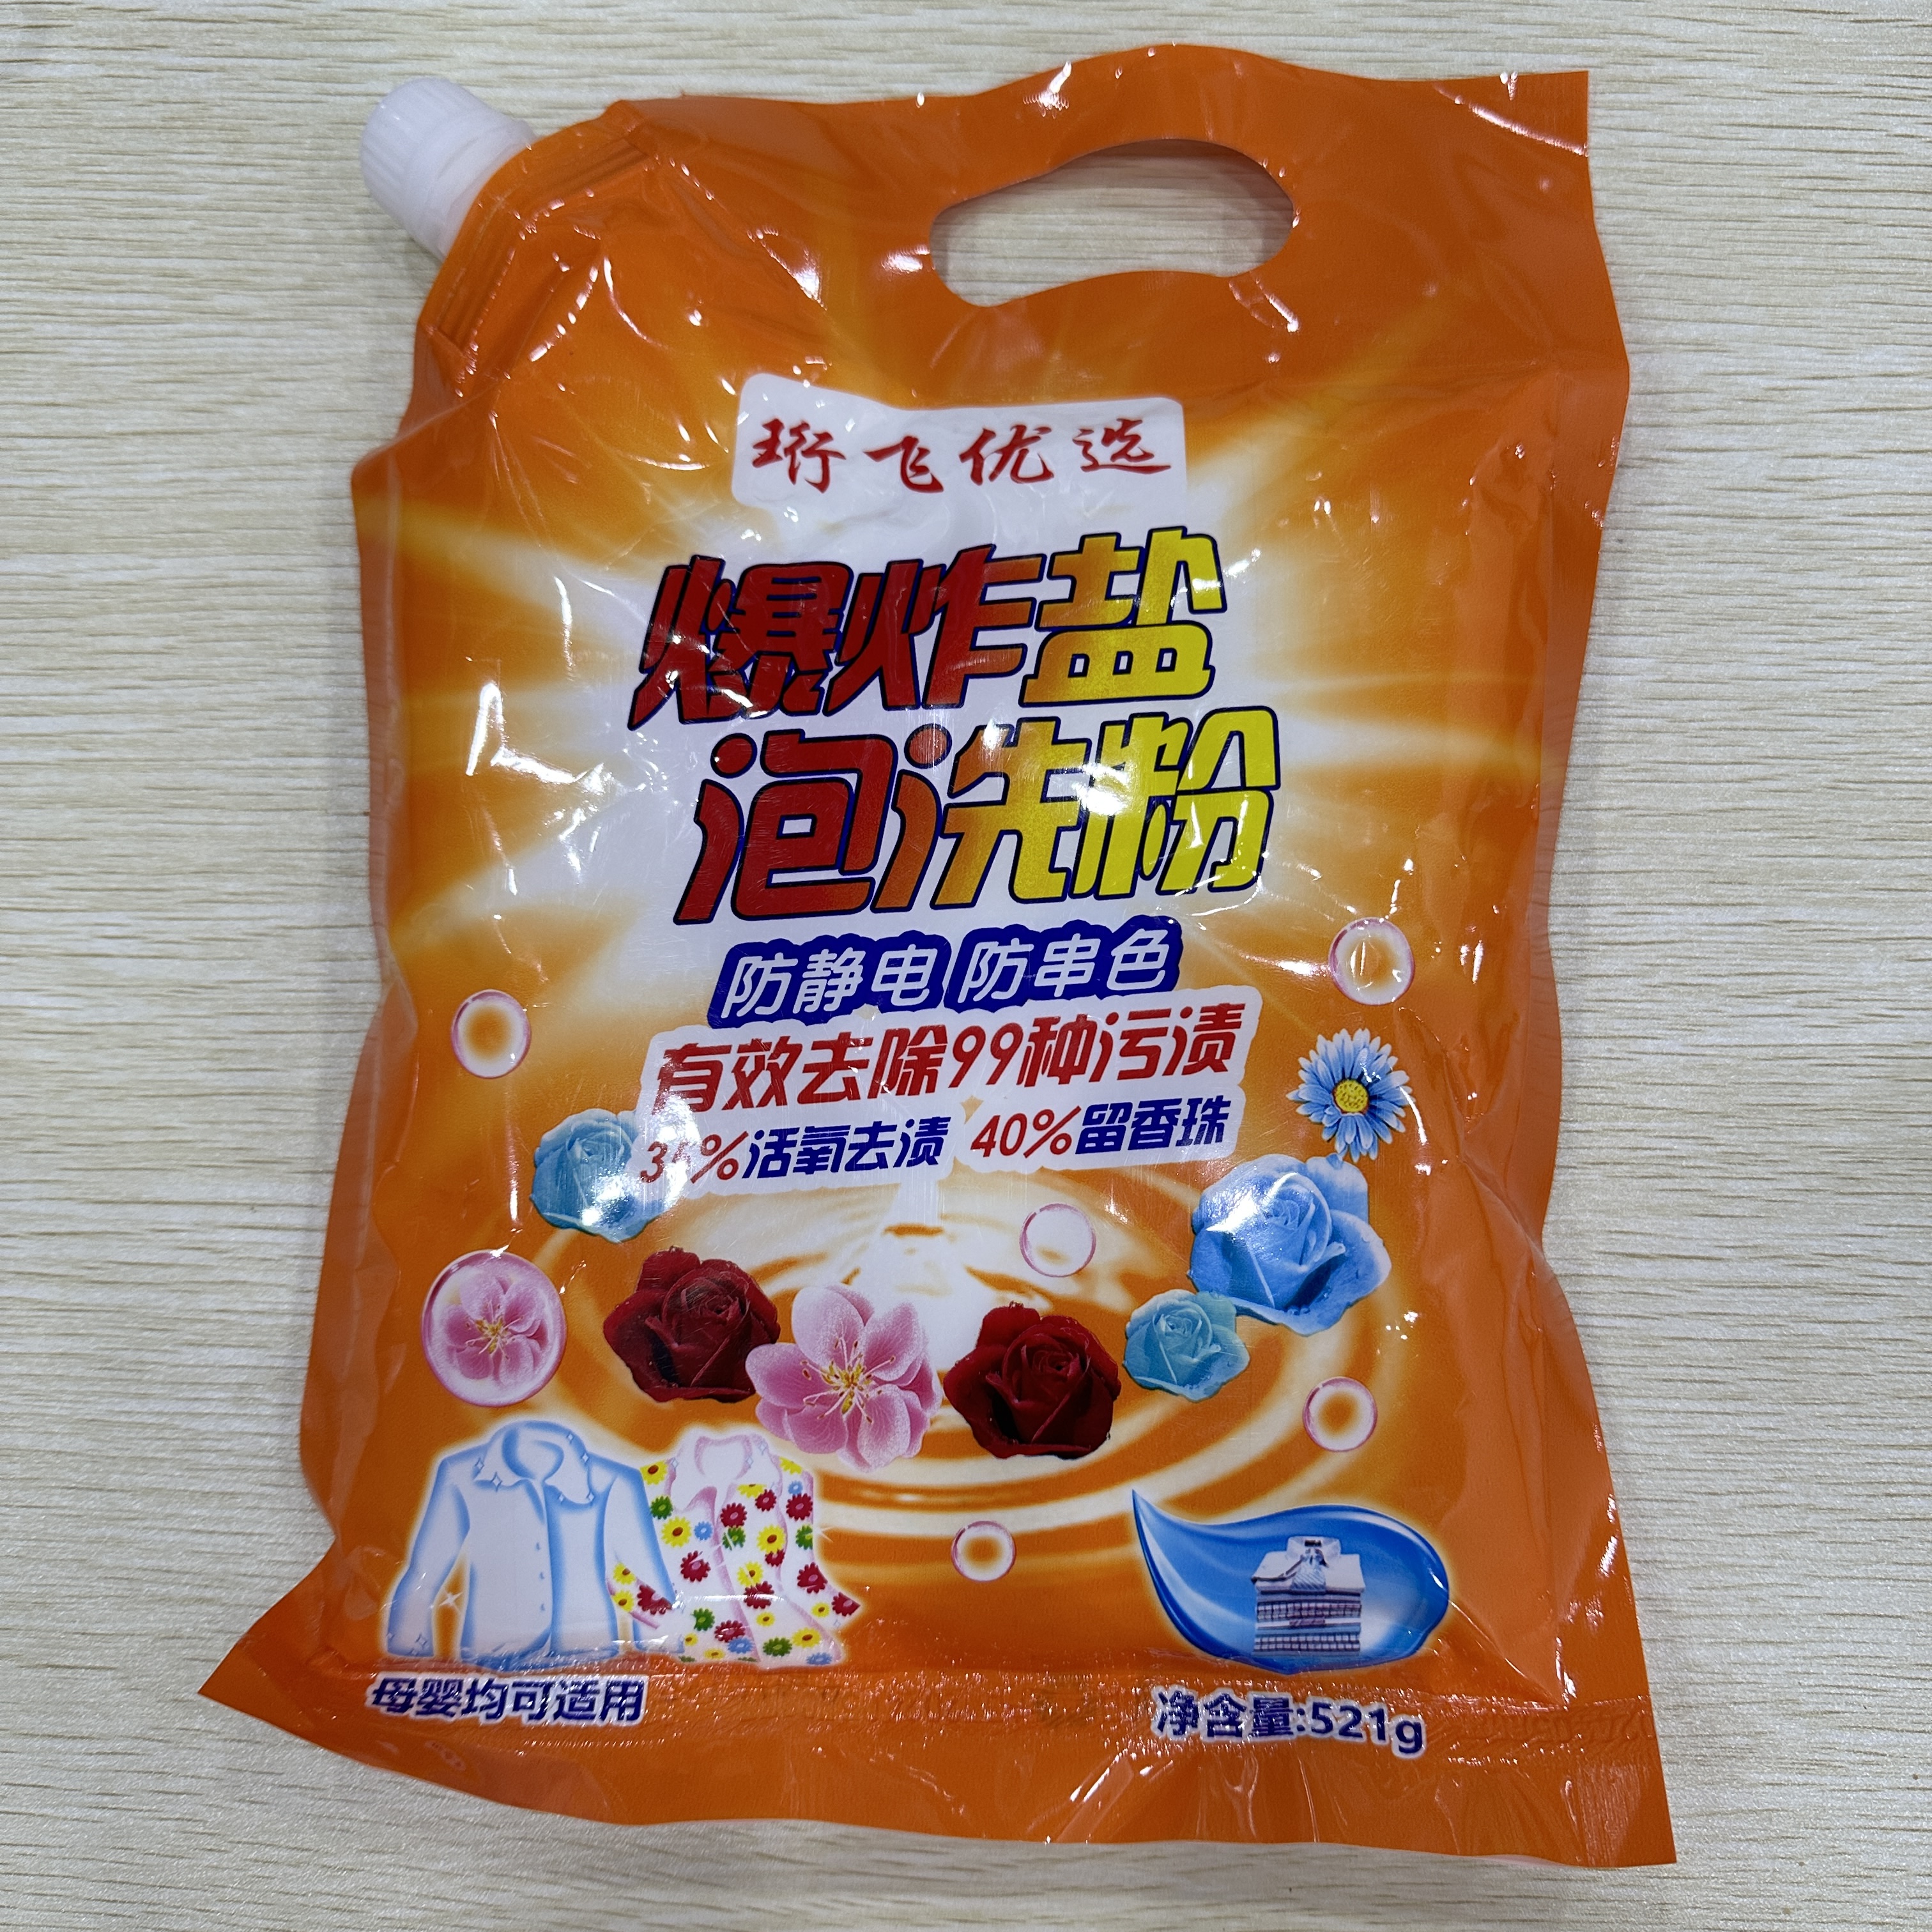 珩飞优选
爆炸盐
泡洗粉
防静电 防串色
有效去除99种污渍
活氧去渍 40%留香珠
母婴均可适用
净含量:521g